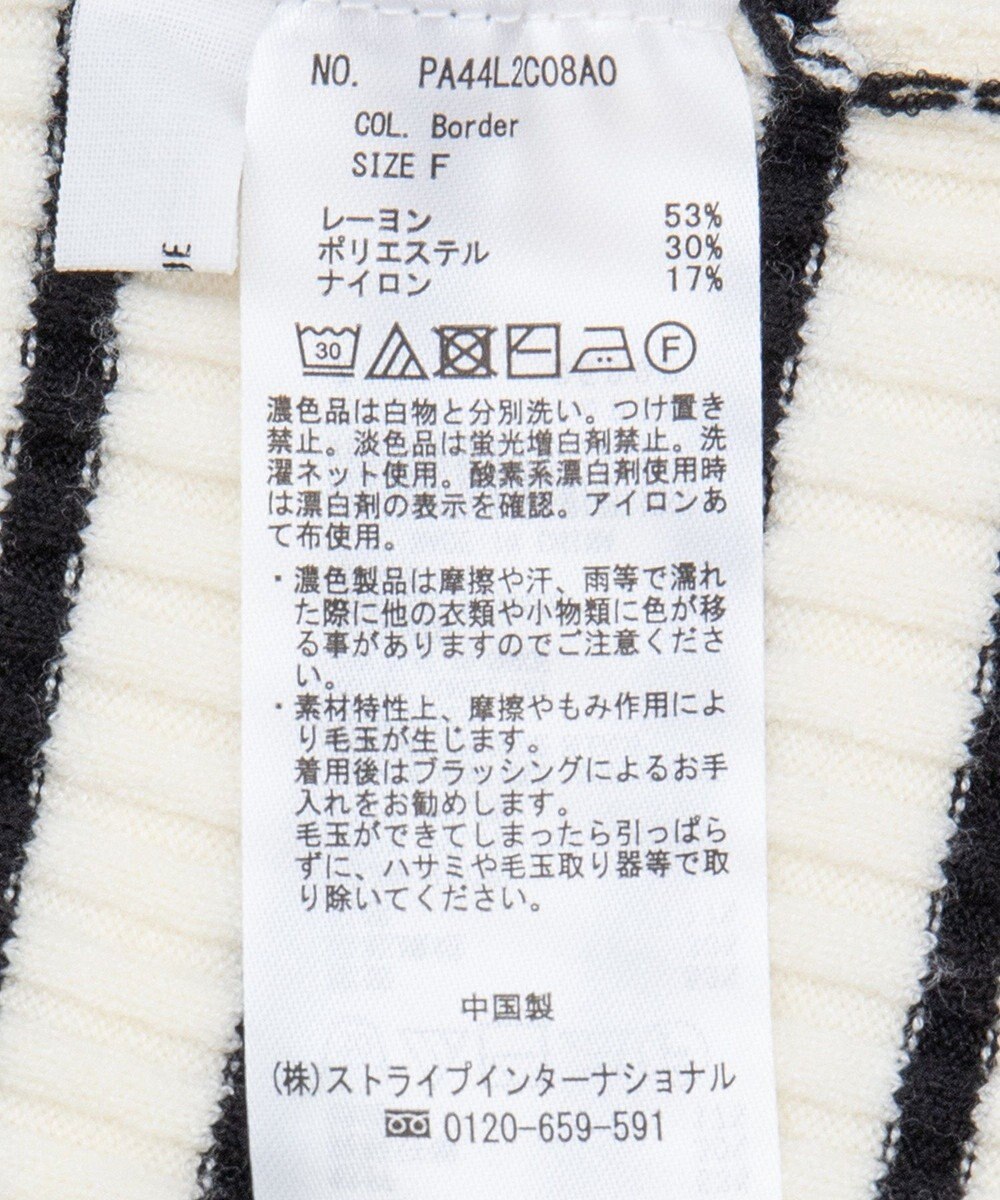 NO. PA44L2C08A0
COL. Border
SIZE F
レーヨン 53%
ポリエステル 30%
ナイロン 17%
30 F
濃色品は白物と分別洗い。つけ置き
禁止。淡色品は蛍光増白剤禁止。洗
濯ネット使用。酸素系漂白剤使用時
は漂白剤の表示を確認。アイロンあ
て布使用。
・濃色製品は摩擦や汗、雨等で濡れ
た際に他の衣類や小物類に色が移
る事がありますのでご注意くださ
い。
・素材特性上、摩擦やもみ作用によ
り毛玉が生じます。
着用後はブラッシングによるお手
入れをお勧めします。
毛玉ができてしまったら引っぱら
ずに、ハサミや毛玉取り器等で取
り除いてください。
中国製
(株)ストライプインターナショナル
0120-659-591